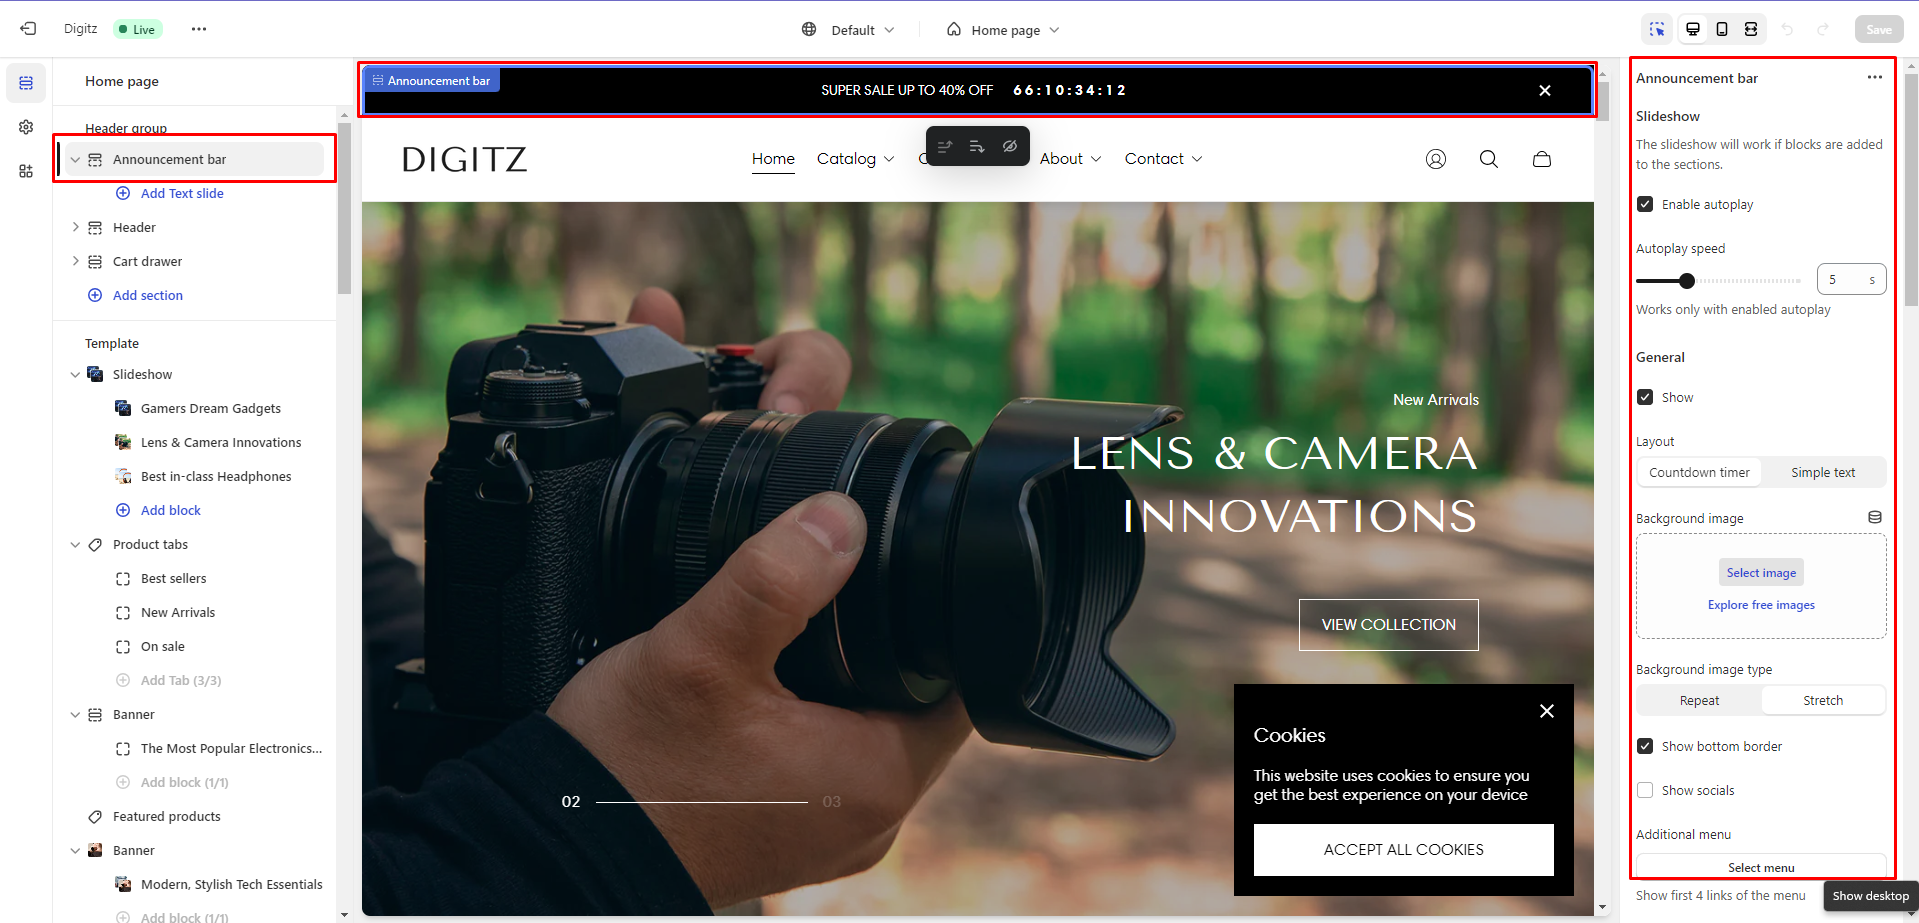 Digitz
Live
Default
Home page
Save
Home page
Header group
Announcement bar
Add Text slide
Header
Cart drawer
Add section
Template
Slideshow
Gamers Dream Gadgets
Lens & Camera Innovations
Best in-class Headphones
Add block
Product tabs
Best sellers
New Arrivals
On sale
Add Tab (3/3)
Banner
The Most Popular Electronics...
Add block (1/1)
Featured products
Banner
Modern, Stylish Tech Essentials
Add block (1/1)
Announcement bar
SUPER SALE UP TO 40% OFF 66:10:34:12
DIGITZ
Home
Catalog
About
Contact
New Arrivals
LENS & CAMERA
INNOVATIONS
VIEW COLLECTION
02
03
Cookies
This website uses cookies to ensure you
get the best experience on your device
ACCEPT ALL COOKIES
Announcement bar
Slideshow
The slideshow will work if blocks are added
to the sections.
Enable autoplay
Autoplay speed
5 s
Works only with enabled autoplay
General
Show
Layout
Countdown timer Simple text
Background image
Select image
Explore free images
Background image type
Repeat Stretch
Show bottom border
Show socials
Additional menu
Select menu
Show first 4 links of the menu
Show desktop